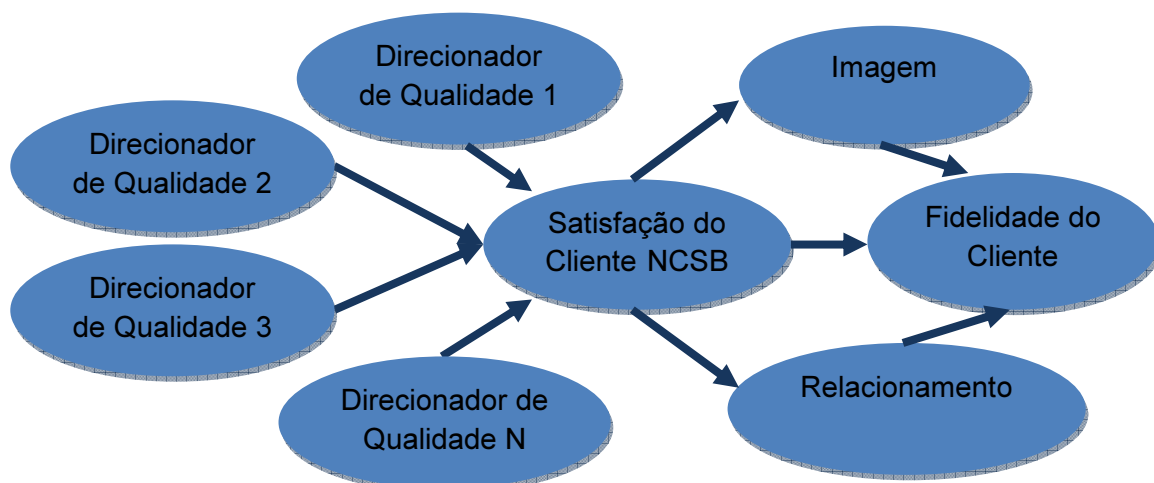 Direcionador
de Qualidade 1
Imagem
Direcionador
de Qualidade 2
Satisfação do
Cliente NCSB
Fidelidade do
Cliente
Direcionador
de Qualidade 3
Relacionamento
Direcionador de
Qualidade N